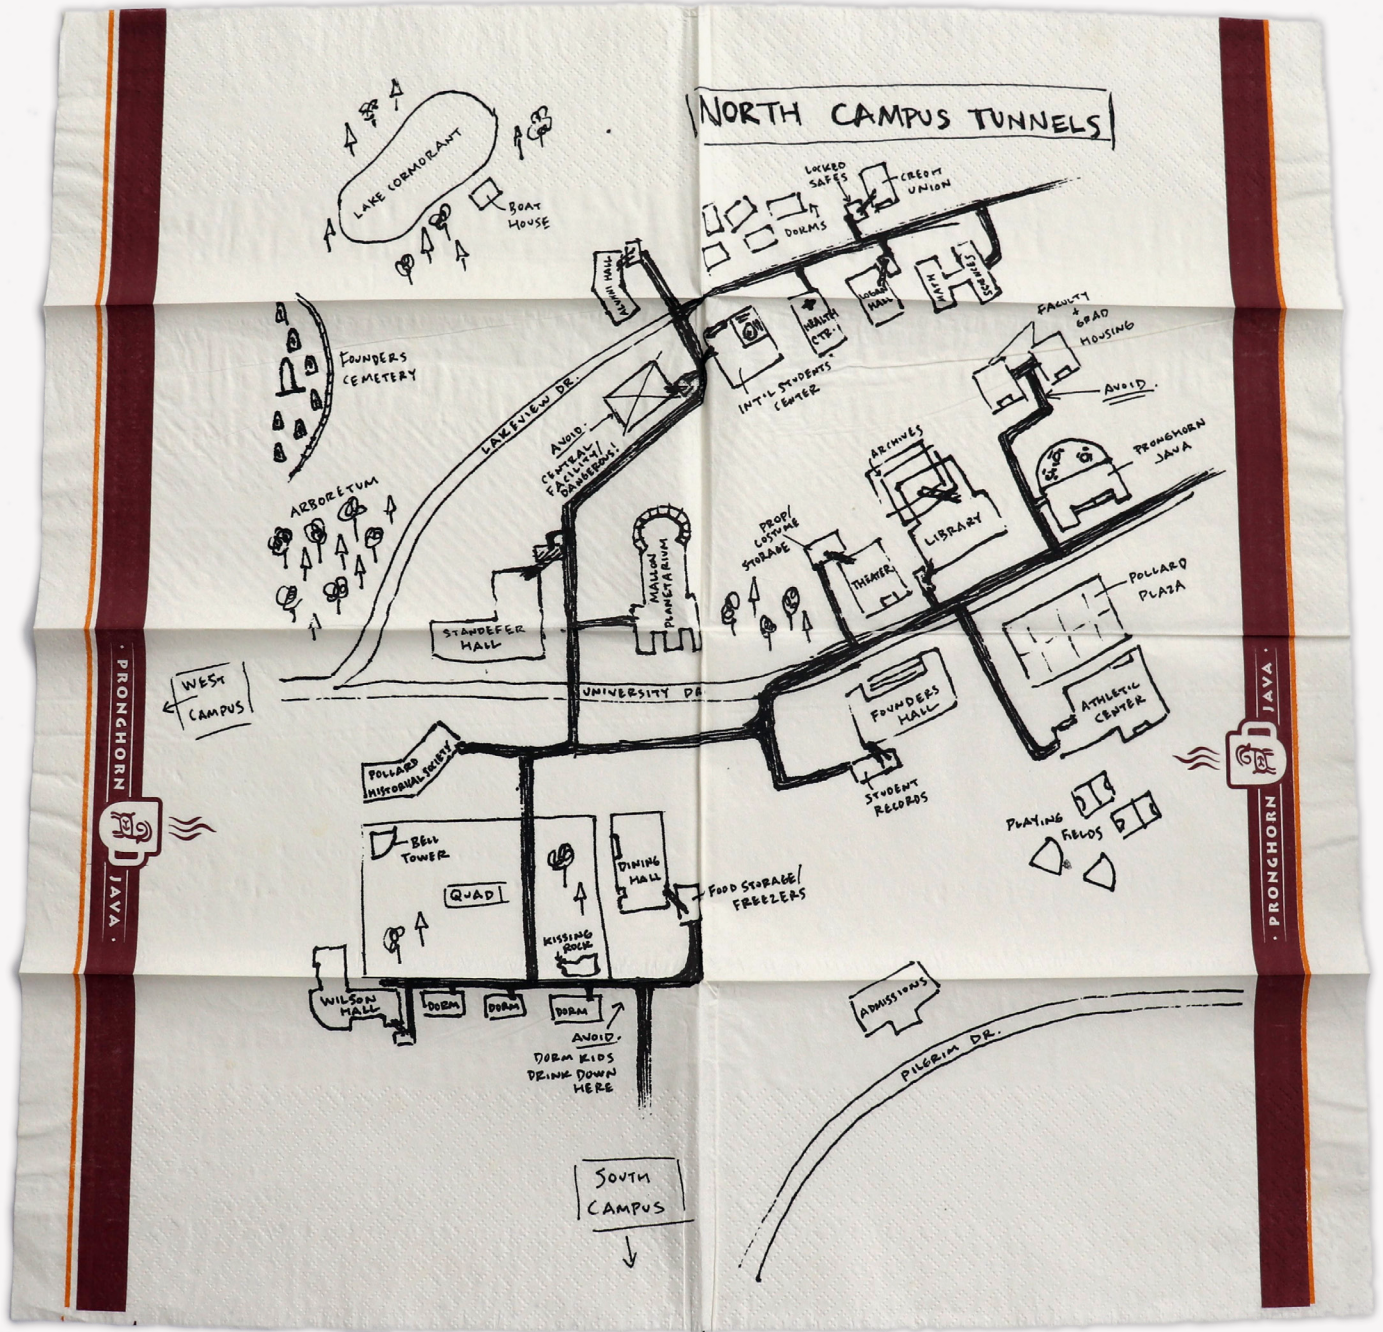 NORTH CAMPUS TUNNELS
LAKE CORMORANT
BOAT
HOUSE
LOCKED
SAFES
CREDIT
UNION
DORMS
ALUMNI HALL
LOGAN
HALL
MATH
SCIENCES
HEALTH
CTR.
INT'L STUDENTS'
CENTER
FACULTY
+
GRAD
HOUSING
AVOID.
FOUNDERS
CEMETERY
LAKEVIEW DR.
AVOID.
CENTRAL
FACILITY/
DANGEROUS!
ARCHIVES
LIBRARY
PRONGHORN
JAVA
ARBORETUM
PROP/
COSTUME
STORAGE
THEATER
MALLON
PLANETARIUM
STANDEFER
HALL
POLLARD
PLAZA
WEST
CAMPUS
UNIVERSITY DR.
FOUNDERS
HALL
ATHLETIC
CENTER
POLLARD
HISTORICAL SOCIETY
STUDENT
RECORDS
PLAYING
FIELDS
BELL
TOWER
QUAD
DINING
HALL
FOOD STORAGE/
FREEZERS
KISSING
ROCK
WILSON
HALL
DORM
DORM
DORM
AVOID.
DORM KIDS
DRINK DOWN
HERE
ADMISSIONS
PILGRIM DR.
SOUTH
CAMPUS
· PRONGHORN JAVA ·
· PRONGHORN JAVA ·